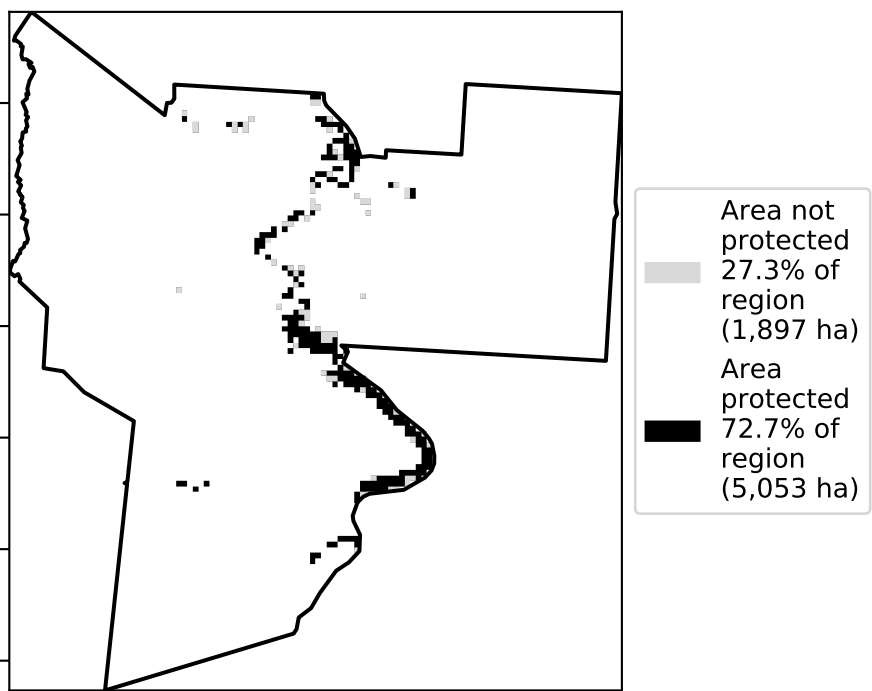 Area not
protected
27.3% of
region
(1,897 ha)
Area
protected
72.7% of
region
(5,053 ha)